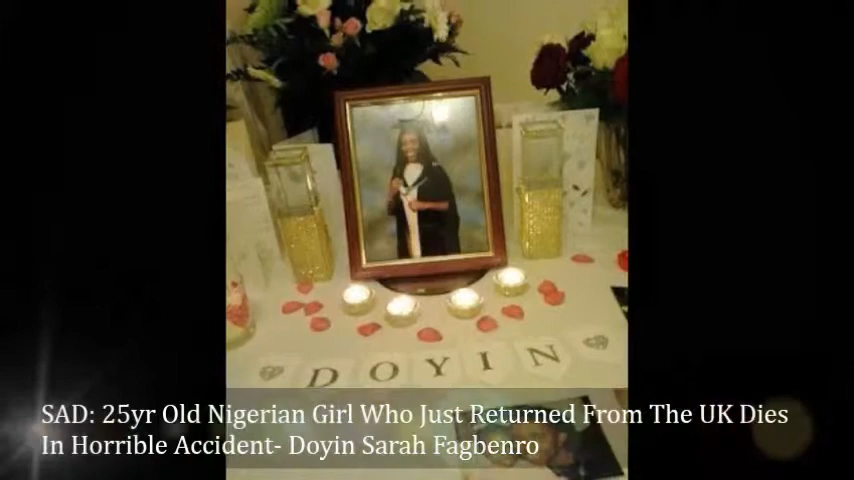 DOYIN
SAD: 25yr Old Nigerian Girl Who Just Returned From The UK Dies
In Horrible Accident- Doyin Sarah Fagbenro